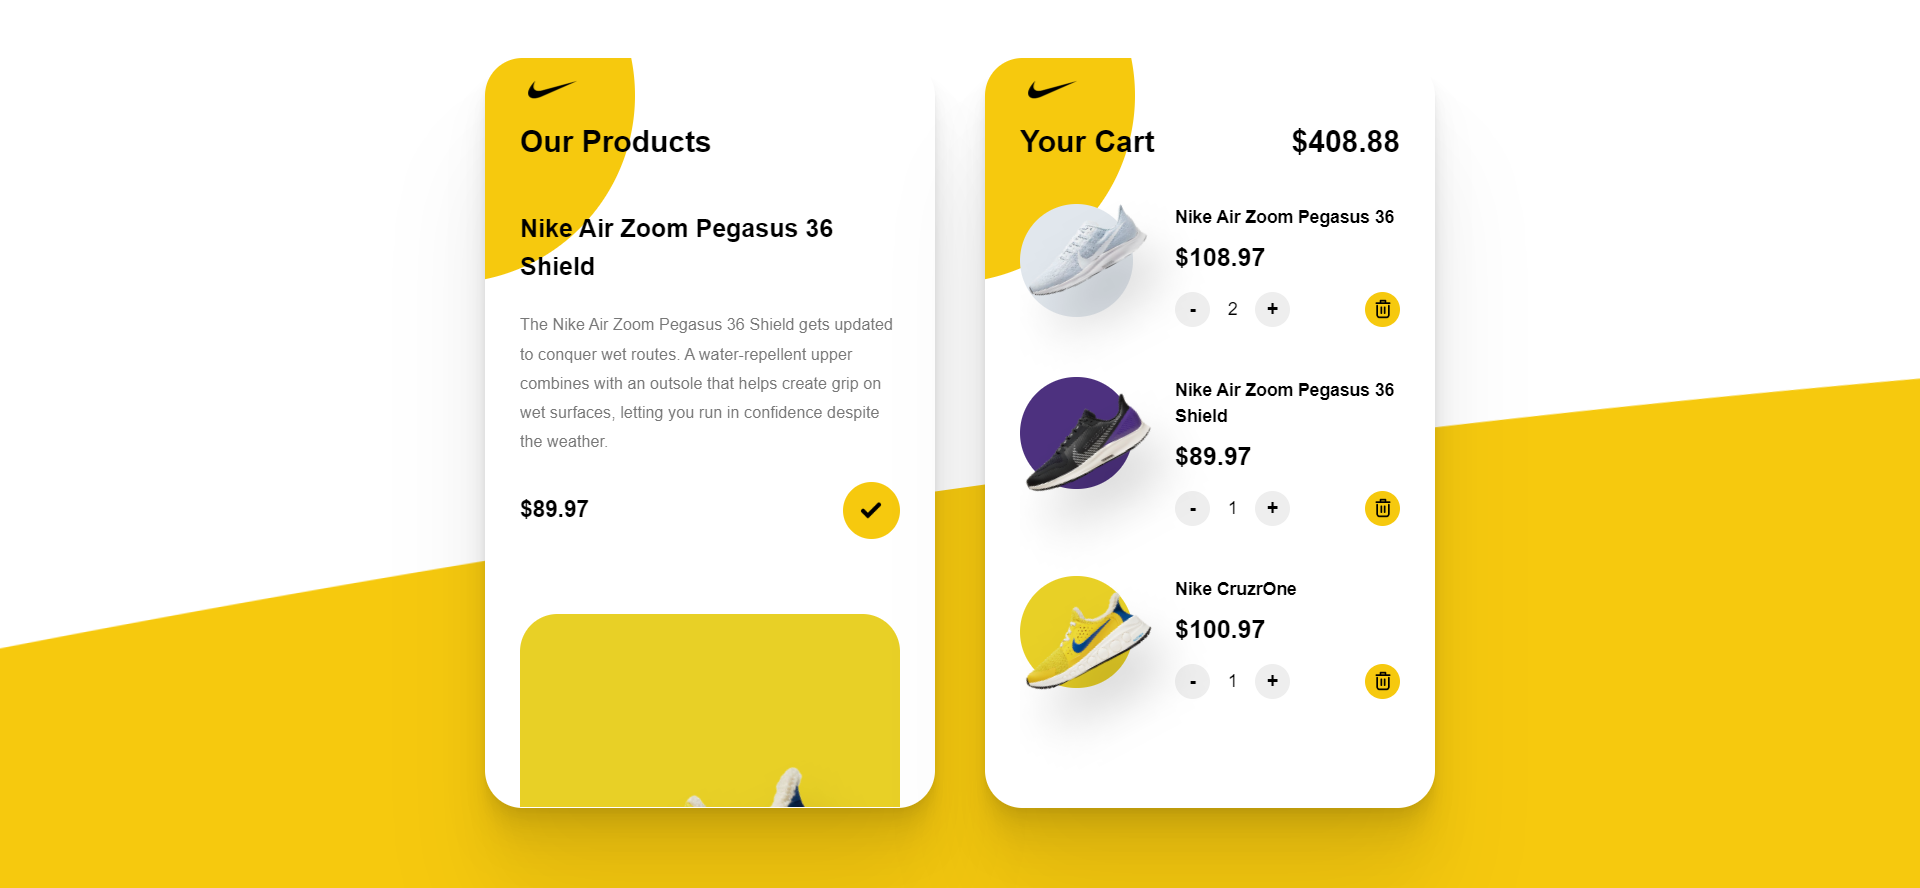 Our Products
Nike Air Zoom Pegasus 36
Shield
The Nike Air Zoom Pegasus 36 Shield gets updated
to conquer wet routes. A water-repellent upper
combines with an outsole that helps create grip on
wet surfaces, letting you run in confidence despite
the weather.
$89.97
Your Cart $408.88
Nike Air Zoom Pegasus 36
$108.97
- 2 +
Nike Air Zoom Pegasus 36
Shield
$89.97
- 1 +
Nike CruzrOne
$100.97
- 1 +